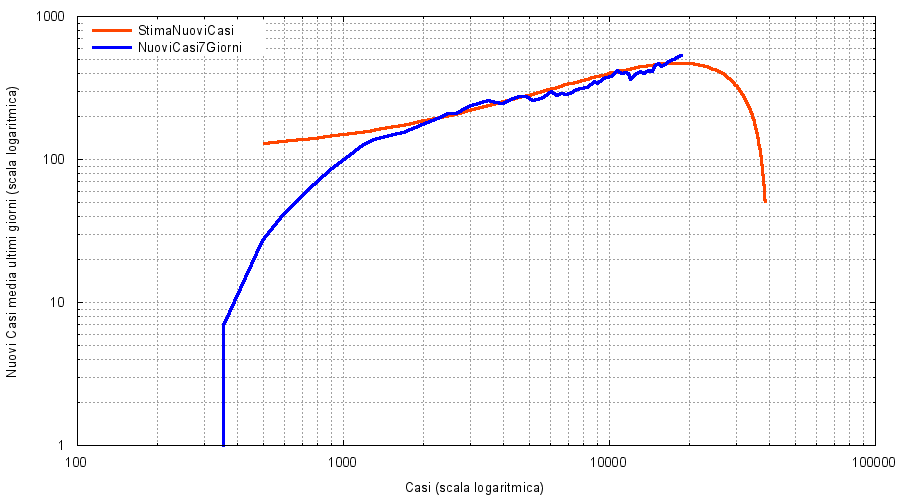 1000
StimaNuoviCasi
NuoviCasi7Giorni
100
10
1
Nuovi Casi media ultimi giorni (scala logaritmica)
100 1000 10000 100000
Casi (scala logaritmica)